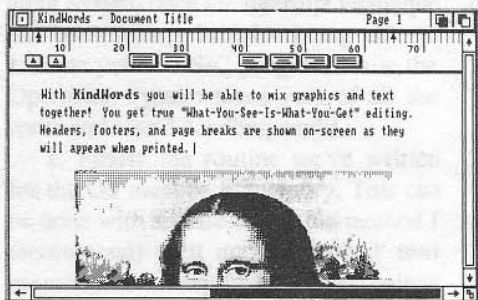 KindWords - Document Title Page 1
10 20 30 40 50 60 70
With KindWords you will be able to mix graphics and text
together! You get true "What-You-See-Is-What-You-Get" editing.
Headers, footers, and page breaks are shown on-screen as they
will appear when printed.